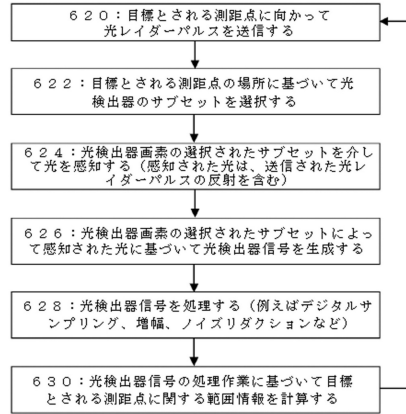 620：目標とされる測距点に向かって
光レイダーパルスを送信する
622：目標とされる測距点の場所に基づいて光
検出器のサブセットを選択する
624：光検出器画素の選択されたサブセットを介し
て光を感知する（感知された光は、送信された光レ
イダーパルスの反射を含む）
626：光検出器画素の選択されたサブセットによっ
て感知された光に基づいて光検出器信号を生成する
628：光検出器信号を処理する（例えばデジタルサ
ンプリング、増幅、ノイズリダクションなど）
630：光検出器信号の処理作業に基づいて目標
とされる測距点に関する範囲情報を計算する